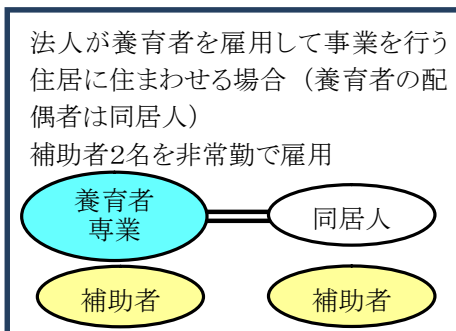 法人が養育者を雇用して事業を行う
住居に住まわせる場合（養育者の配
偶者は同居人）
補助者2名を非常勤で雇用
養育者
専業
同居人
補助者
補助者